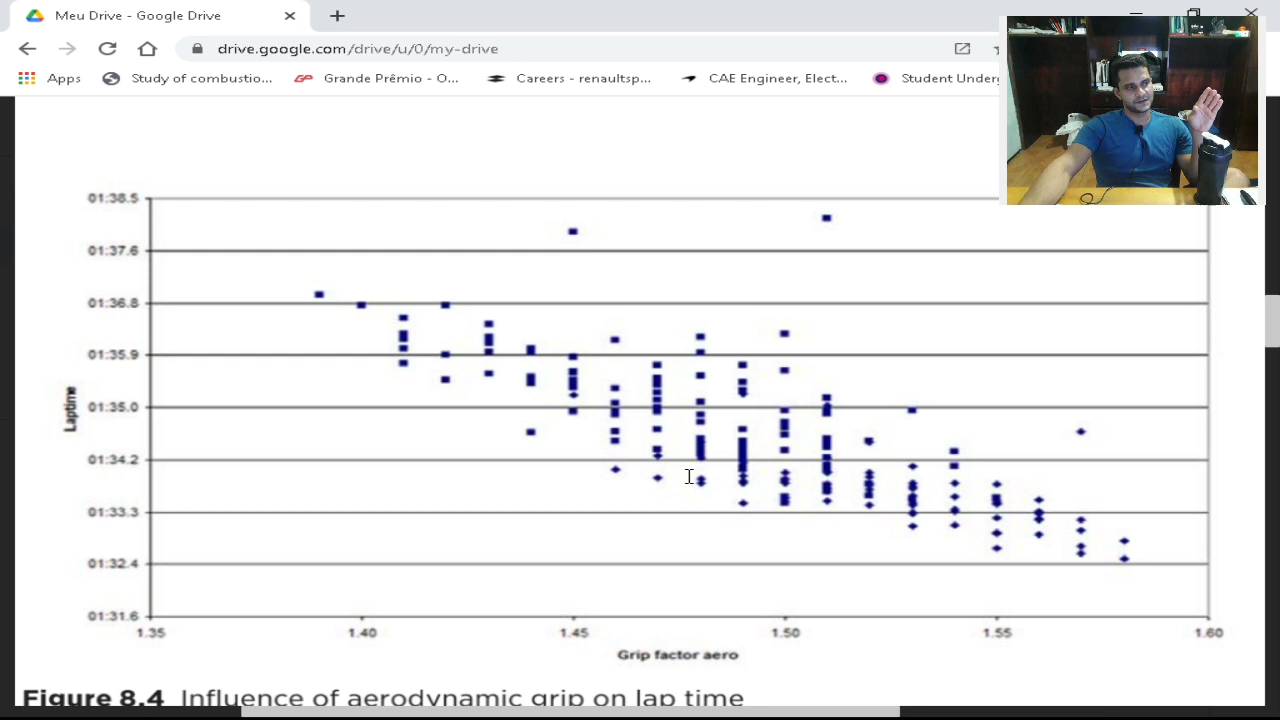 Meu Drive - Google Drive
drive.google.com/drive/u/0/my-drive
Apps Study of combustio... Grande Prêmio - O... Careers - renaultsp... CAE Engineer, Elect... Student Underg
01:38.5
01:37.6
01:36.8
01:35.9
01:35.0
01:34.2
01:33.3
01:32.4
01:31.6
Laptime
1.35 1.40 1.45 1.50 1.55 1.60
Grip factor aero
Figure 8.4 Influence of aerodynamic grip on lap time